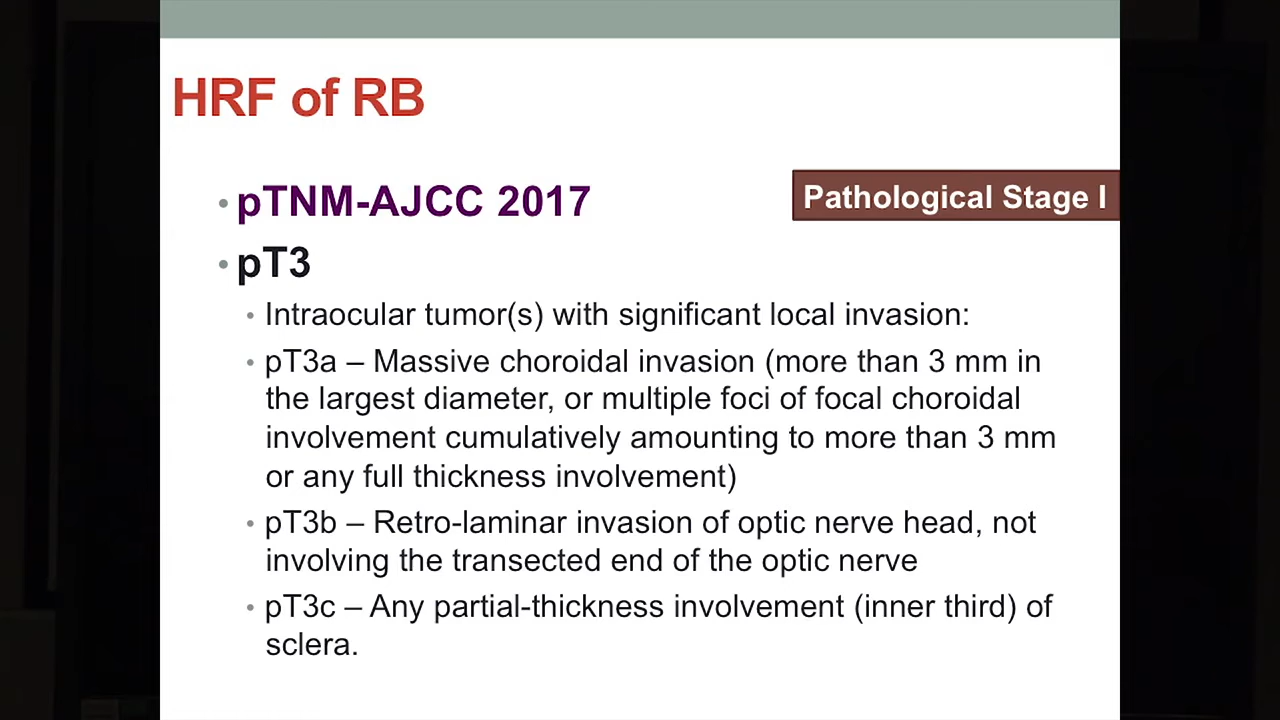 HRF of RB
• pTNM-AJCC 2017
Pathological Stage I
• pT3
• Intraocular tumor(s) with significant local invasion:
• pT3a – Massive choroidal invasion (more than 3 mm in
the largest diameter, or multiple foci of focal choroidal
involvement cumulatively amounting to more than 3 mm
or any full thickness involvement)
• pT3b – Retro-laminar invasion of optic nerve head, not
involving the transected end of the optic nerve
• pT3c – Any partial-thickness involvement (inner third) of
sclera.